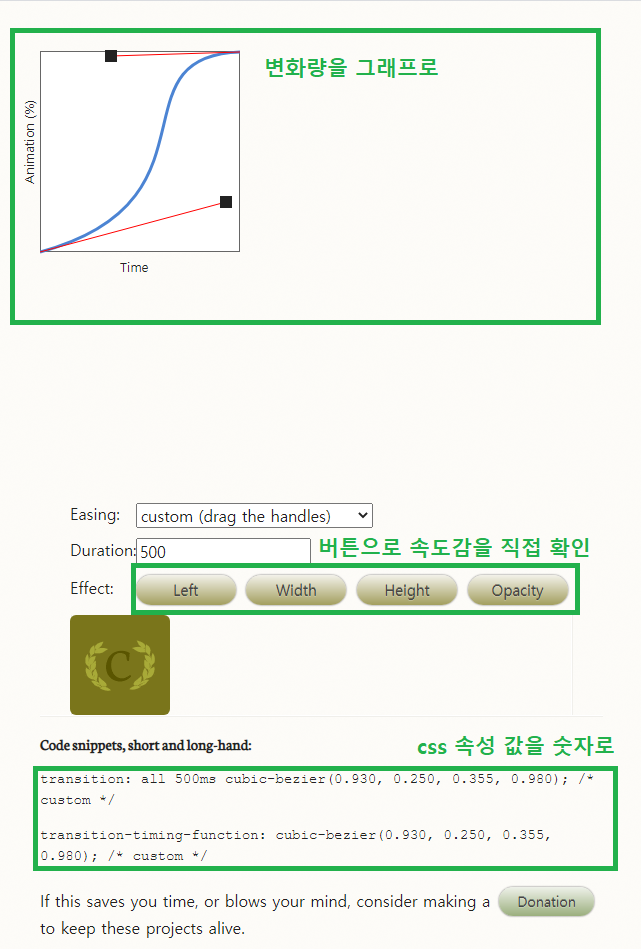 변화량을 그래프로
Animation (%)
Time
Easing: custom (drag the handles)
Duration: 500 버튼으로 속도감을 직접 확인
Effect: Left Width Height Opacity
C
Code snippets, short and long-hand: css 속성 값을 숫자로
transition: all 500ms cubic-bezier(0.930, 0.250, 0.355, 0.980); /*
custom */
transition-timing-function: cubic-bezier(0.930, 0.250, 0.355,
0.980); /* custom */
If this saves you time, or blows your mind, consider making a Donation
to keep these projects alive.